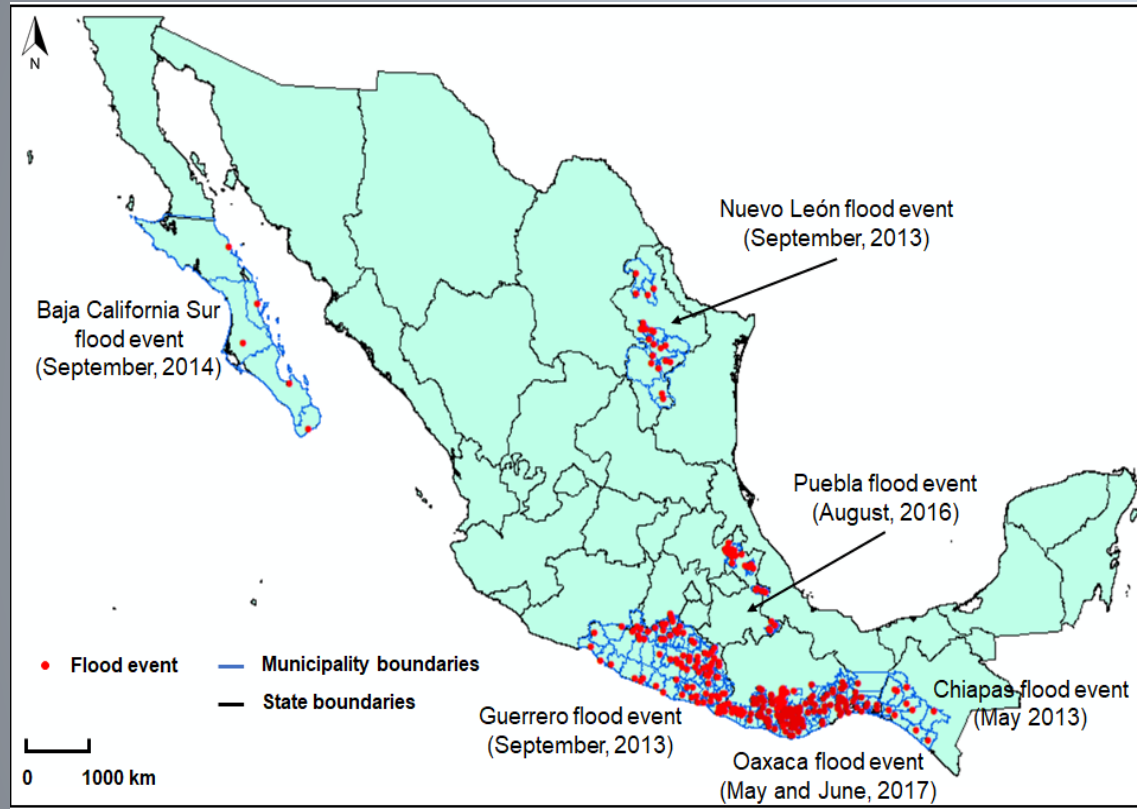 N
Nuevo León flood event
(September, 2013)
Baja California Sur
flood event
(September, 2014)
Puebla flood event
(August, 2016)
Flood event
Municipality boundaries
State boundaries
Chiapas flood event
(May 2013)
Guerrero flood event
(September, 2013)
Oaxaca flood event
(May and June, 2017)
0 1000 km